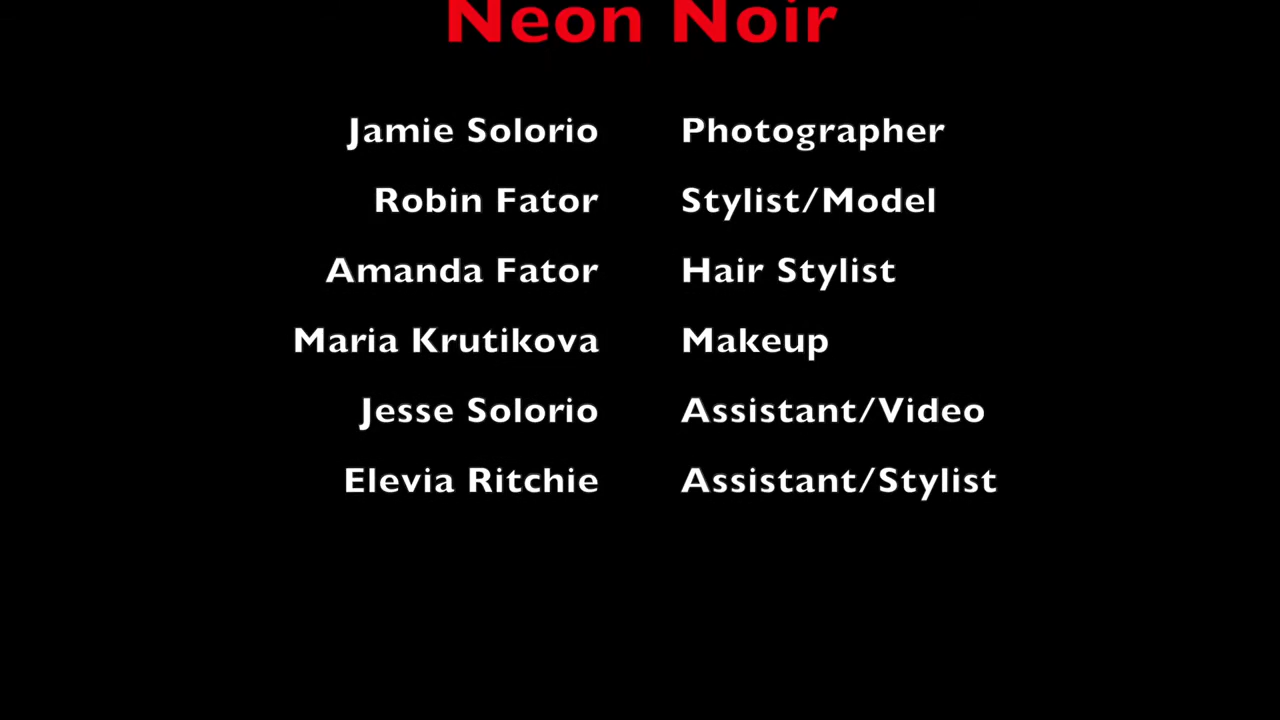 Neon Noir
Jamie Solorio Photographer
Robin Fator Stylist/Model
Amanda Fator Hair Stylist
Maria Krutikova Makeup
Jesse Solorio Assistant/Video
Elevia Ritchie Assistant/Stylist